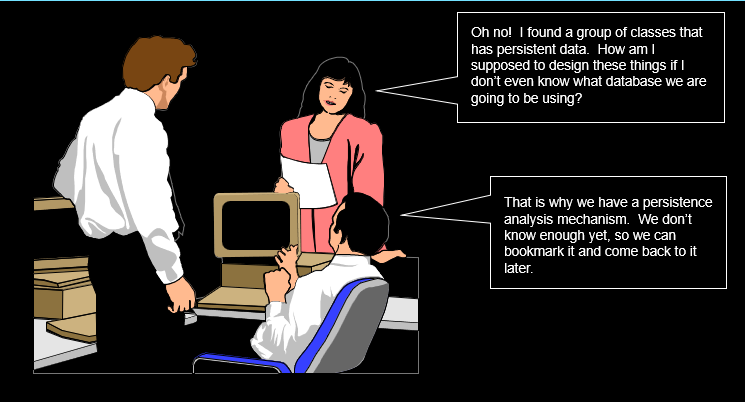 Oh no!  I found a group of classes that
has persistent data.  How am I
supposed to design these things if I
don't even know what database we are
going to be using?
That is why we have a persistence
analysis mechanism.  We don't
know enough yet, so we can
bookmark it and come back to it
later.